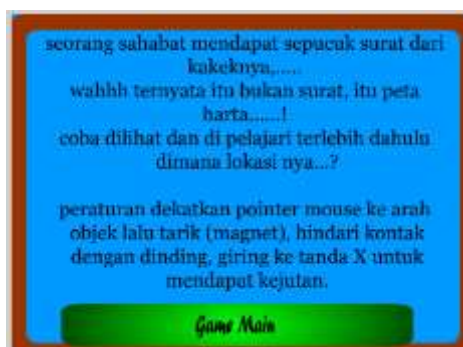 seorang sahabat mendapat sepucuk surat dari
kakeknya,.....
wahhh ternyata itu bukan surat, itu peta
harta......!
coba dilihat dan di pelajari terlebih dahulu
dimana lokasi nya...?
peraturan dekatkan pointer mouse ke arah
objek lalu tarik (magnet), hindari kontak
dengan dinding, giring ke tanda X untuk
mendapat kejutan.
Game Main